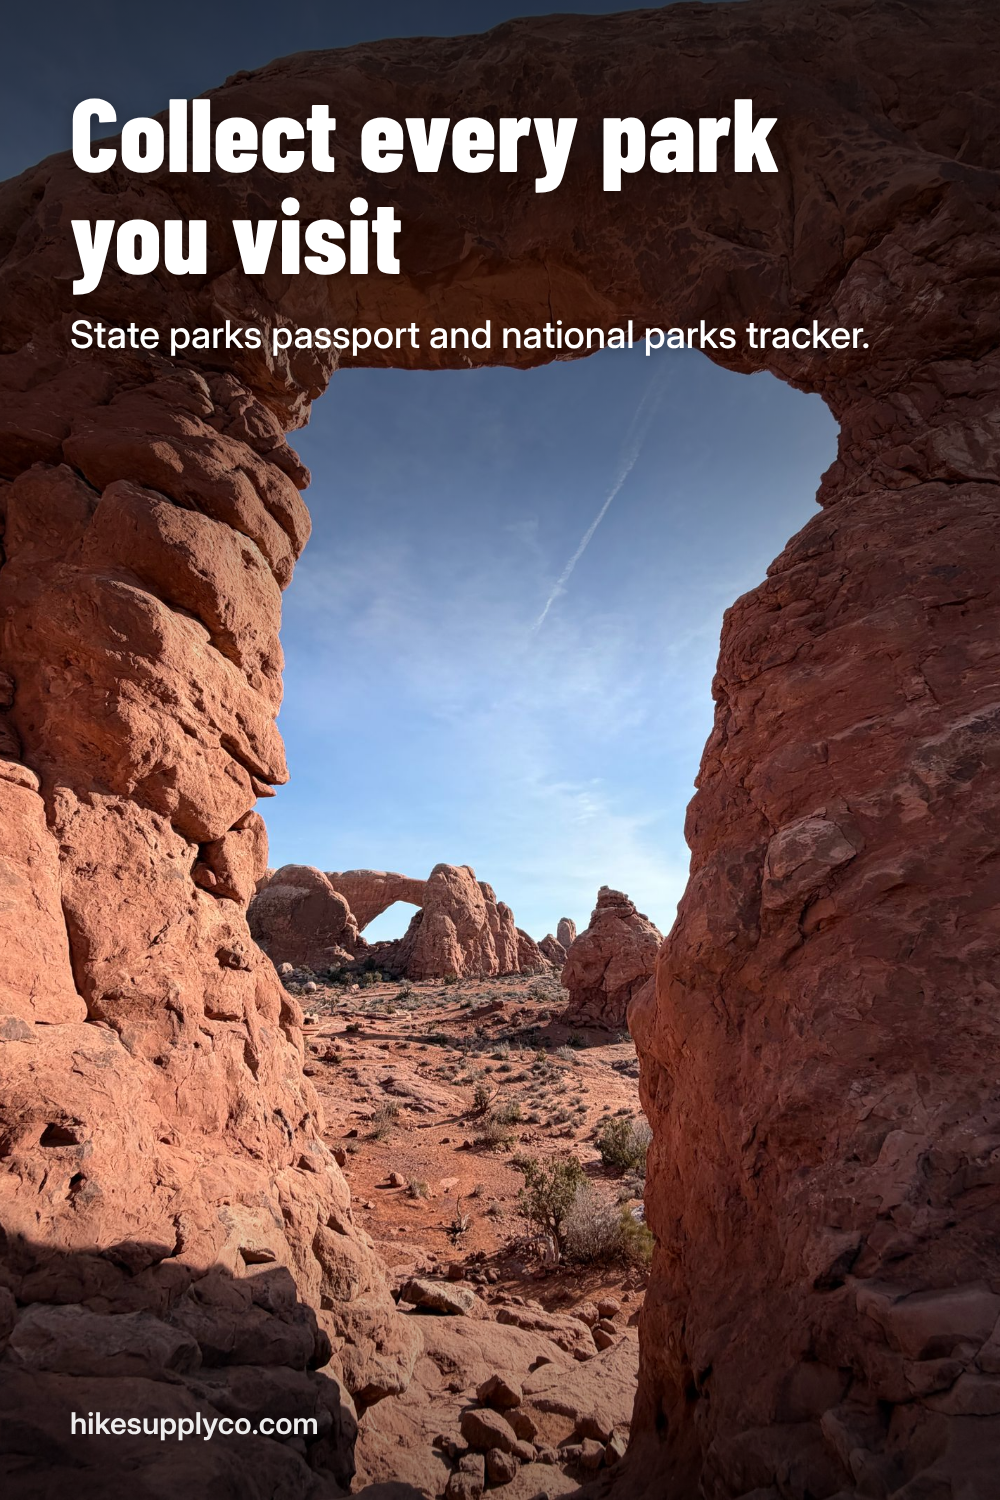 Collect every park
you visit
State parks passport and national parks tracker.
hikesupplyco.com